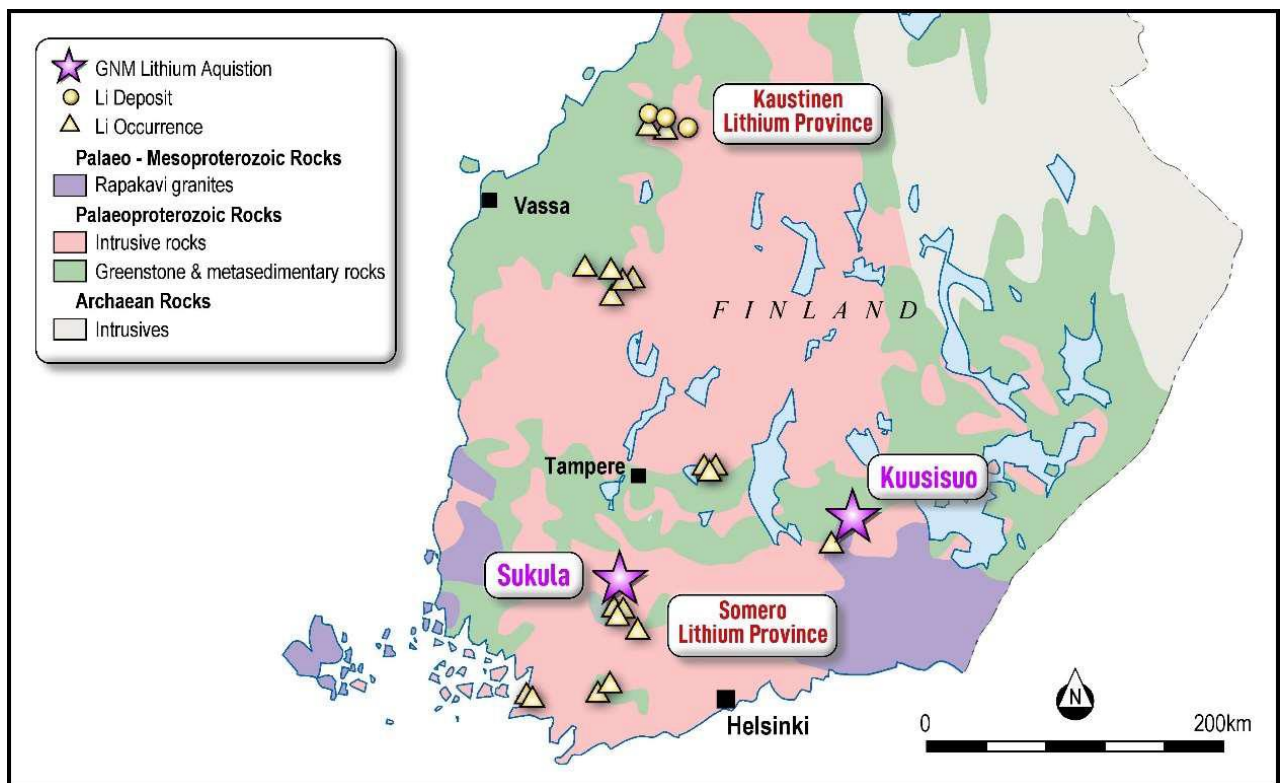 GNM Lithium Aquistion
Li Deposit
Li Occurrence
Palaeo - Mesoproterozoic Rocks
Rapakavi granites
Palaeoproterozoic Rocks
Intrusive rocks
Greenstone & metasedimentary rocks
Archaean Rocks
Intrusives
Kaustinen
Lithium Province
Vassa
FINLAND
Tampere
Kuusisuo
Sukula
Somero
Lithium Province
Helsinki
N
0
200km